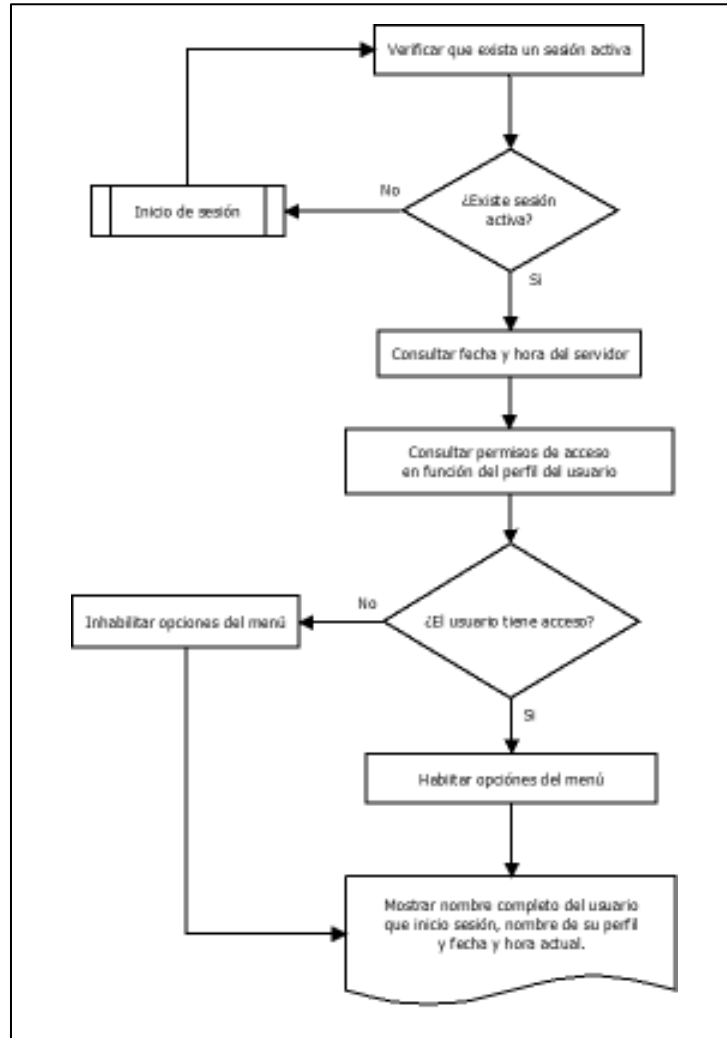 Verificar que exista un sesión activa
¿Existe sesión
activa?
No
Inicio de sesión
Si
Consultar fecha y hora del servidor
Consultar permisos de acceso
en función del perfil del usuario
¿El usuario tiene acceso?
No
Inhabilitar opciones del menú
Si
Habiitar opciónes del menú
Mostrar nombre completo del usuario
que inicio sesión, nombre de su perfil
y fecha y hora actual.